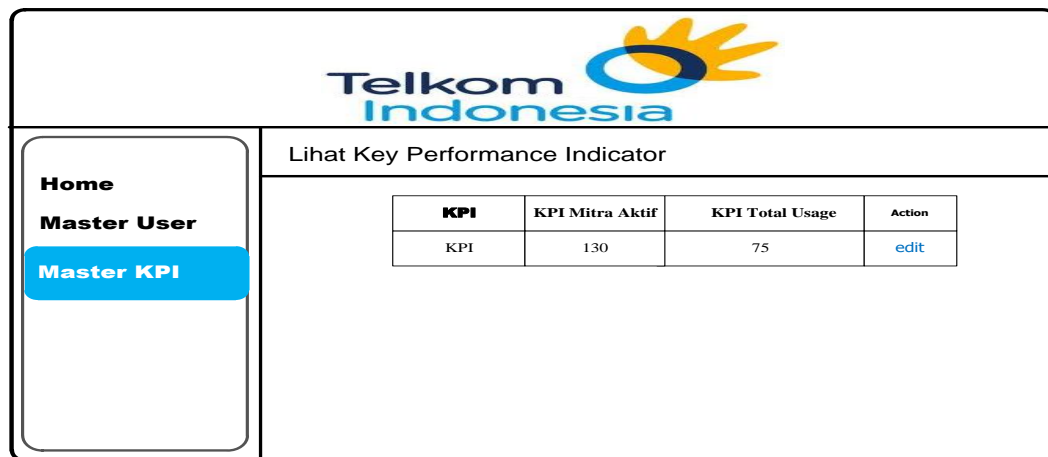 Telkom
Indonesia
Lihat Key Performance Indicator
Home
Master User
Master KPI
KPI KPI Mitra Aktif KPI Total Usage Action
KPI 130 75 edit